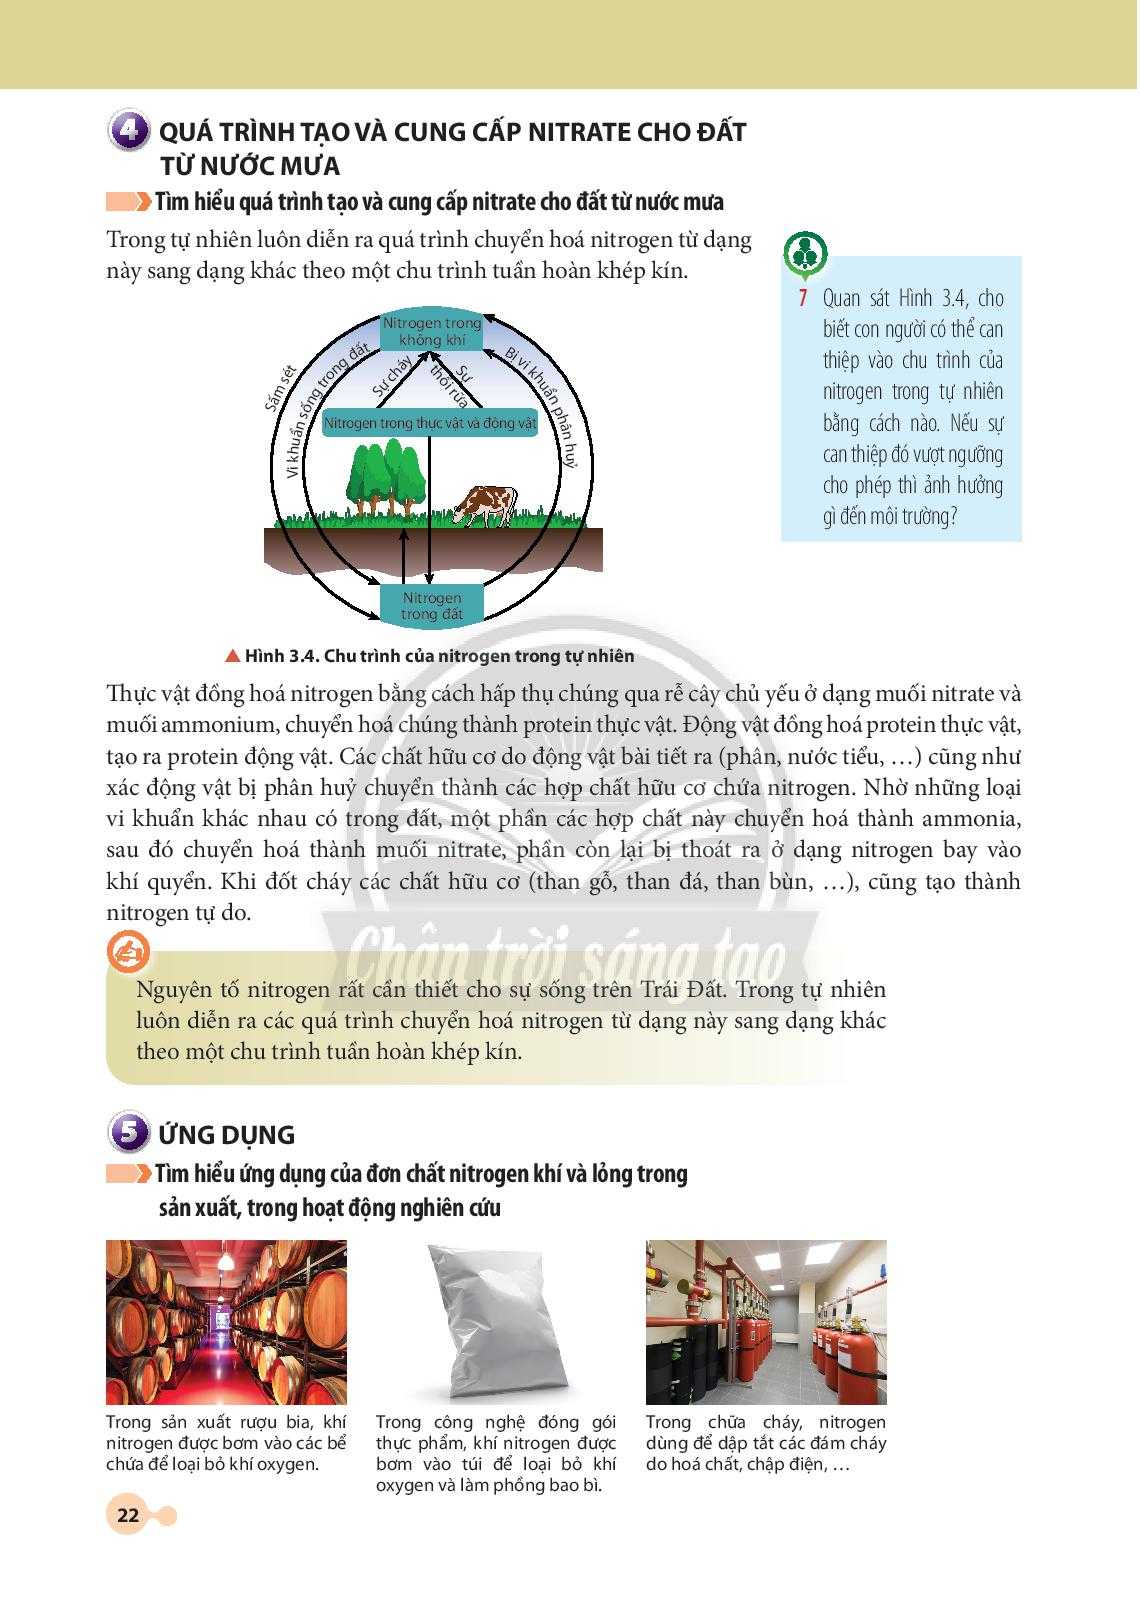 4 QUÁ TRÌNH TẠO VÀ CUNG CẤP NITRATE CHO ĐẤT
TỪ NƯỚC MƯA
Tìm hiểu quá trình tạo và cung cấp nitrate cho đất từ nước mưa
Trong tự nhiên luôn diễn ra quá trình chuyển hoá nitrogen từ dạng
này sang dạng khác theo một chu trình tuần hoàn khép kín.
7 Quan sát Hình 3.4, cho
biết con người có thể can
thiệp vào chu trình của
nitrogen trong tự nhiên
bằng cách nào. Nếu sự
can thiệp đó vượt ngưỡng
cho phép thì ảnh hưởng
gì đến môi trường?
Nitrogen trong
không khí
Sấm sét
Vi khuẩn sống trong đất
Sự cháy
Sự
thối rữa
Bị vi khuẩn phân huỷ
Nitrogen trong thực vật và động vật
Nitrogen
trong đất
Hình 3.4. Chu trình của nitrogen trong tự nhiên
Thực vật đồng hoá nitrogen bằng cách hấp thụ chúng qua rễ cây chủ yếu ở dạng muối nitrate và
muối ammonium, chuyển hoá chúng thành protein thực vật. Động vật đồng hoá protein thực vật,
tạo ra protein động vật. Các chất hữu cơ do động vật bài tiết ra (phân, nước tiểu, …) cũng như
xác động vật bị phân huỷ chuyển thành các hợp chất hữu cơ chứa nitrogen. Nhờ những loại
vi khuẩn khác nhau có trong đất, một phần các hợp chất này chuyển hoá thành ammonia,
sau đó chuyển hoá thành muối nitrate, phần còn lại bị thoát ra ở dạng nitrogen bay vào
khí quyển. Khi đốt cháy các chất hữu cơ (than gỗ, than đá, than bùn, …), cũng tạo thành
nitrogen tự do.
Chân trời sáng tạo
Nguyên tố nitrogen rất cần thiết cho sự sống trên Trái Đất. Trong tự nhiên
luôn diễn ra các quá trình chuyển hoá nitrogen từ dạng này sang dạng khác
theo một chu trình tuần hoàn khép kín.
5 ỨNG DỤNG
Tìm hiểu ứng dụng của đơn chất nitrogen khí và lỏng trong
sản xuất, trong hoạt động nghiên cứu
Trong sản xuất rượu bia, khí
nitrogen được bơm vào các bể
chứa để loại bỏ khí oxygen.
Trong công nghệ đóng gói
thực phẩm, khí nitrogen được
bơm vào túi để loại bỏ khí
oxygen và làm phồng bao bì.
Trong chữa cháy, nitrogen
dùng để dập tắt các đám cháy
do hoá chất, chập điện, …
22